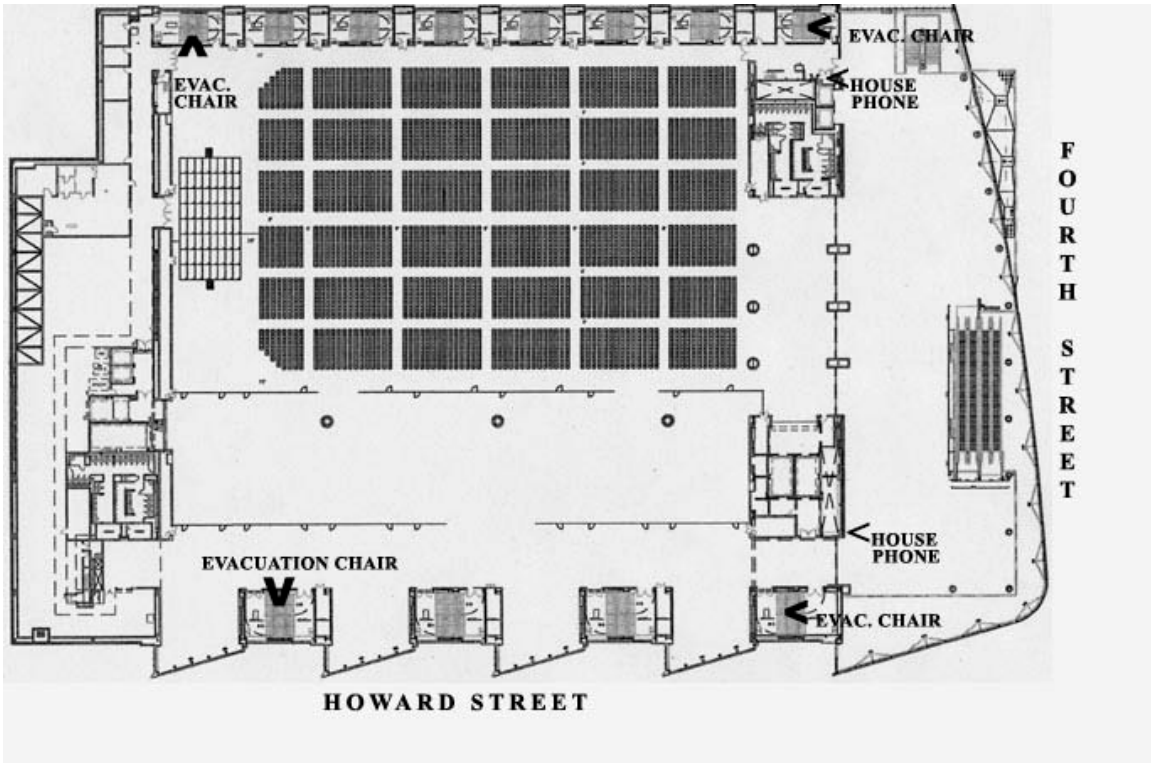 EVAC. CHAIR
EVAC.
CHAIR
HOUSE
PHONE
FOURTH STREET
HOUSE
PHONE
EVACUATION CHAIR
EVAC. CHAIR
HOWARD STREET